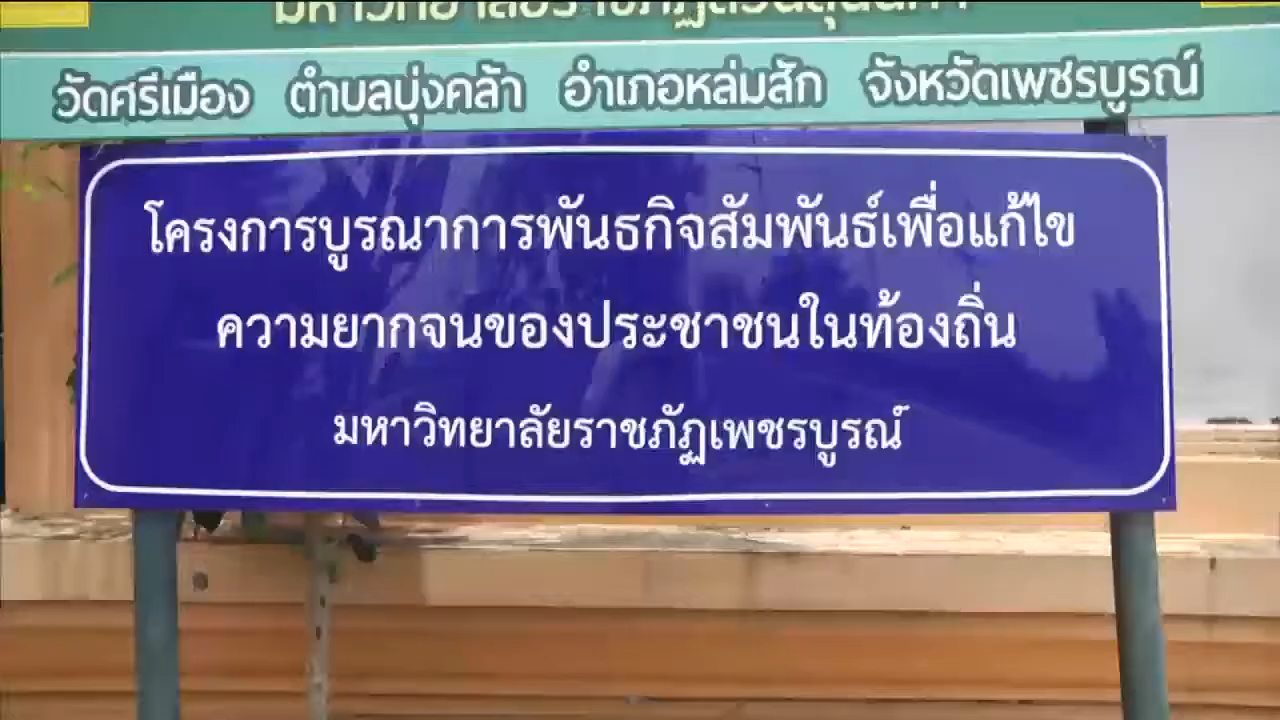 วัดศรีเมือง ตำบลบุ่งคล้า อำเภอหล่มสัก จังหวัดเพชรบูรณ์
โครงการบูรณาการพันธกิจสัมพันธ์เพื่อแก้ไข
ความยากจนของประชาชนในท้องถิ่น
มหาวิทยาลัยราชภัฏเพชรบูรณ์